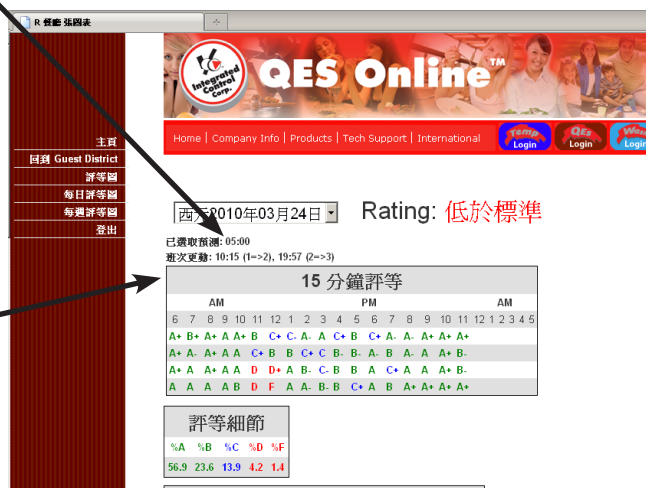 R 餐廳 張圖表
Integrated Control Corp.
QES Online™
Home | Company Info | Products | Tech Support | International
Temp Login
QEs Login
Login
主頁
回到 Guest District
評等圖
每日評等圖
每週評等圖
登出
西元2010年03月24日
Rating: 低於標準
已選取預測: 05:00
班次更動: 10:15 (1=>2), 19:57 (2=>3)
15 分鐘評等
AM PM AM
6 7 8 9 10 11 12 1 2 3 4 5 6 7 8 9 10 11 12 1 2 3 4 5
A+ B+ A+ A A+ B C+ C- A- A C+ B C+ A- A- A+ A+ A+
A+ A- A+ A A C+ B B C+ C B- B- A- B A- A A+ B-
A+ A A+ A A D D+ A B- C- B B A C+ A A A+ B-
A A A A B D F A A- B- B C+ A B A+ A+ A+ A+
評等細節
%A %B %C %D %F
56.9 23.6 13.9 4.2 1.4